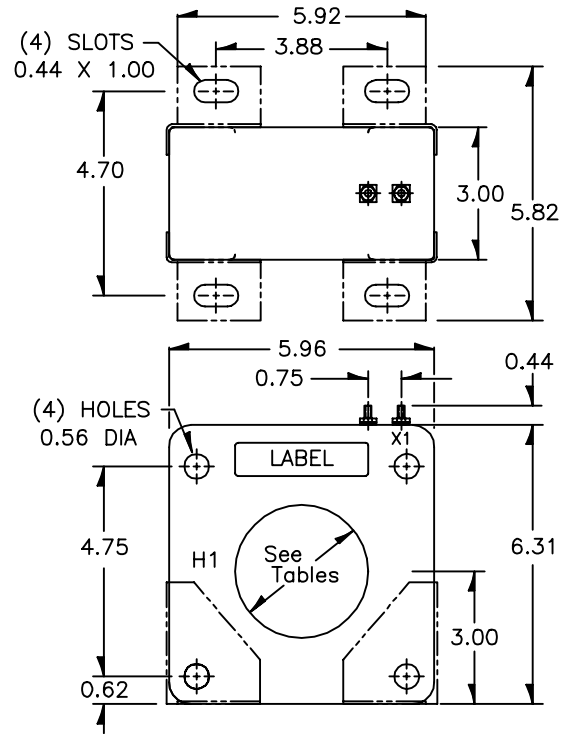 5.92
(4) SLOTS
3.88
0.44 X 1.00
4.70
3.00
5.82
5.96
0.44
0.75
(4) HOLES
0.56 DIA
X1
LABEL
4.75
6.31
H1
See
Tables
3.00
0.62